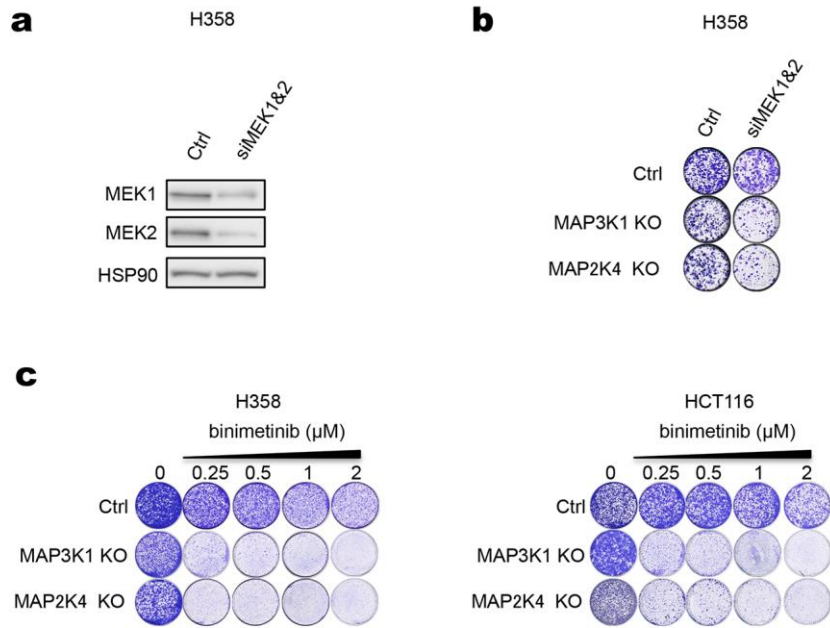 a
H358
Ctrl
siMEK1&2
MEK1
MEK2
HSP90
b
H358
Ctrl
siMEK1&2
Ctrl
MAP3K1 KO
MAP2K4 KO
c
H358
binimetinib (µM)
0 0.25 0.5 1 2
Ctrl
MAP3K1 KO
MAP2K4 KO
HCT116
binimetinib (µM)
0 0.25 0.5 1 2
Ctrl
MAP3K1 KO
MAP2K4 KO